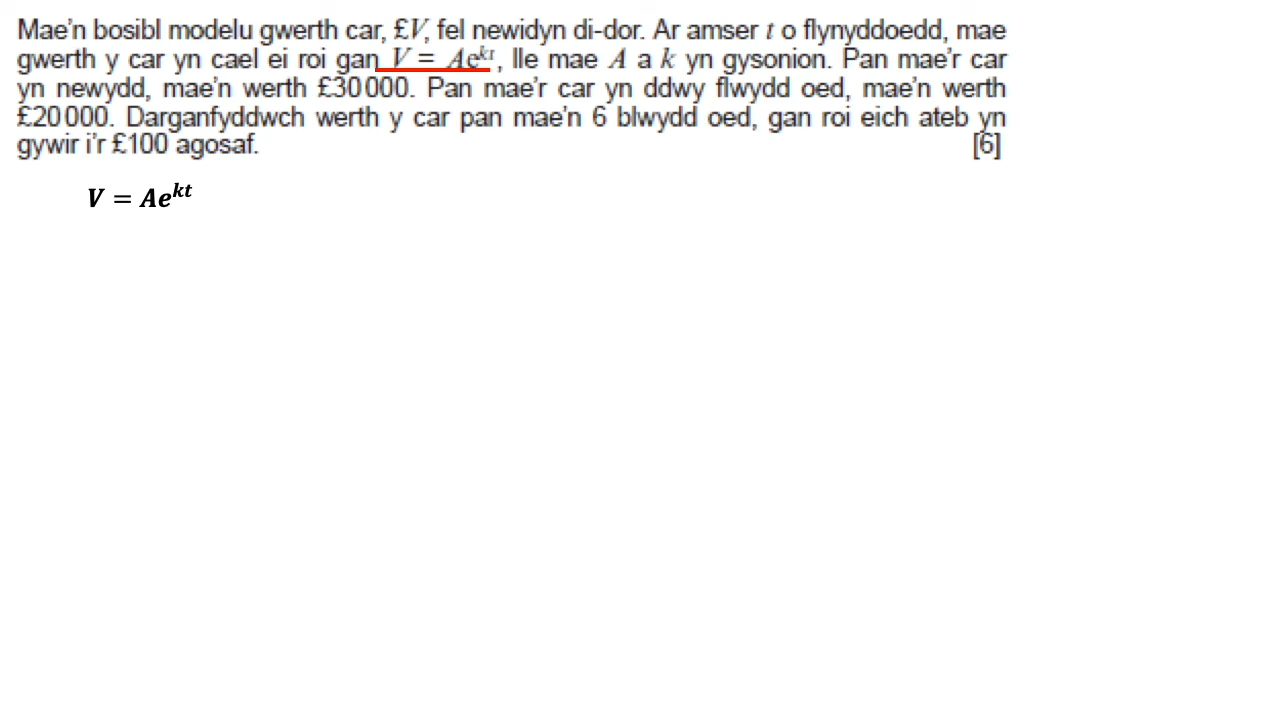 Mae'n bosibl modelu gwerth car, £V, fel newidyn di-dor. Ar amser t o flynyddoedd, mae
gwerth y car yn cael ei roi gan V = Ae^{kt}, lle mae A a k yn gysonion. Pan mae'r car
yn newydd, mae'n werth £30 000. Pan mae'r car yn ddwy flwydd oed, mae'n werth
£20 000. Darganfyddwch werth y car pan mae'n 6 blwydd oed, gan roi eich ateb yn
gywir i'r £100 agosaf. [6]
V = Ae^{kt}